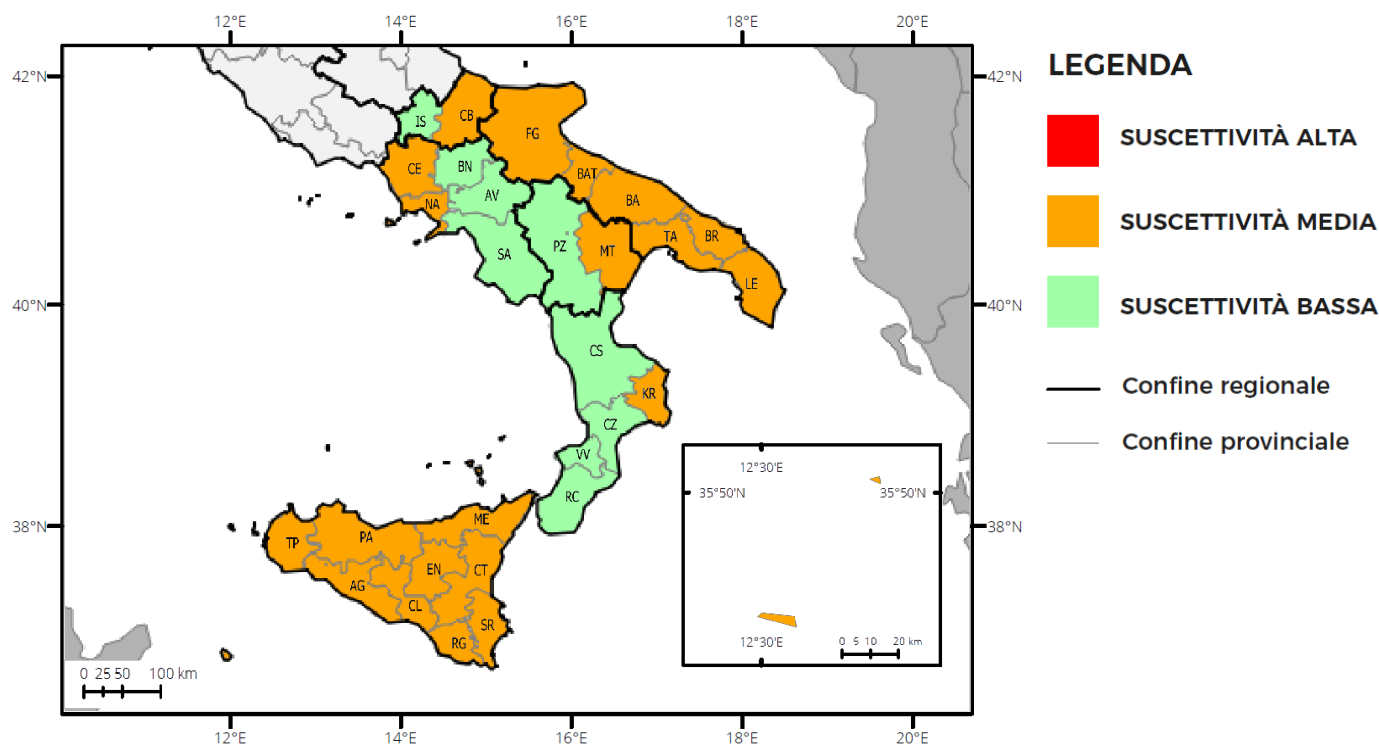 12°E 14°E 16°E 18°E 20°E
42°N 42°N
LEGENDA
SUSCETTIVITÀ ALTA
SUSCETTIVITÀ MEDIA
SUSCETTIVITÀ BASSA
Confine regionale
Confine provinciale
IS CB
FG
CE BN
BAT
AV
NA BA
TA BR
SA PZ MT
LE
40°N 40°N
CS
KR
CZ
VV
RC
ME
38°N 38°N
TP PA
EN CT
AG
CL
SR
RG
12°30'E
35°50'N 35°50'N
12°30'E
0 5 10 20 km
0 25 50 100 km
12°E 14°E 16°E 18°E 20°E